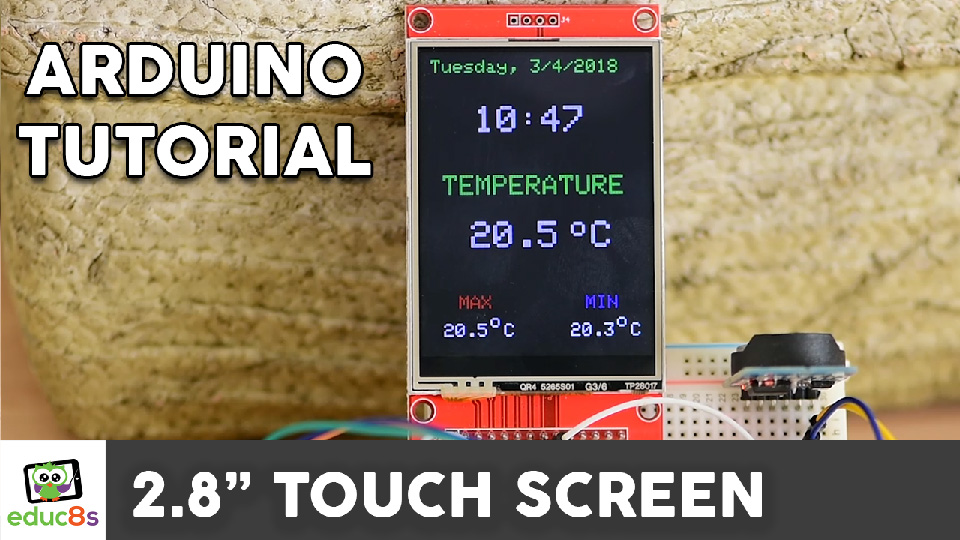 ARDUINO
TUTORIAL
J4
Tuesday, 3/4/2018
10:47
TEMPERATURE
20.5 °C
MAX
MIN
20.5°C
20.3°C
QR4 5265S01 G3/6 TP28017
educ8s
2.8” TOUCH SCREEN